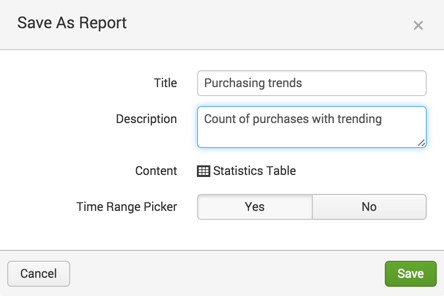 Save As Report ×
Title Purchasing trends
Description Count of purchases with trending
Content Statistics Table
Time Range Picker Yes No
Cancel Save